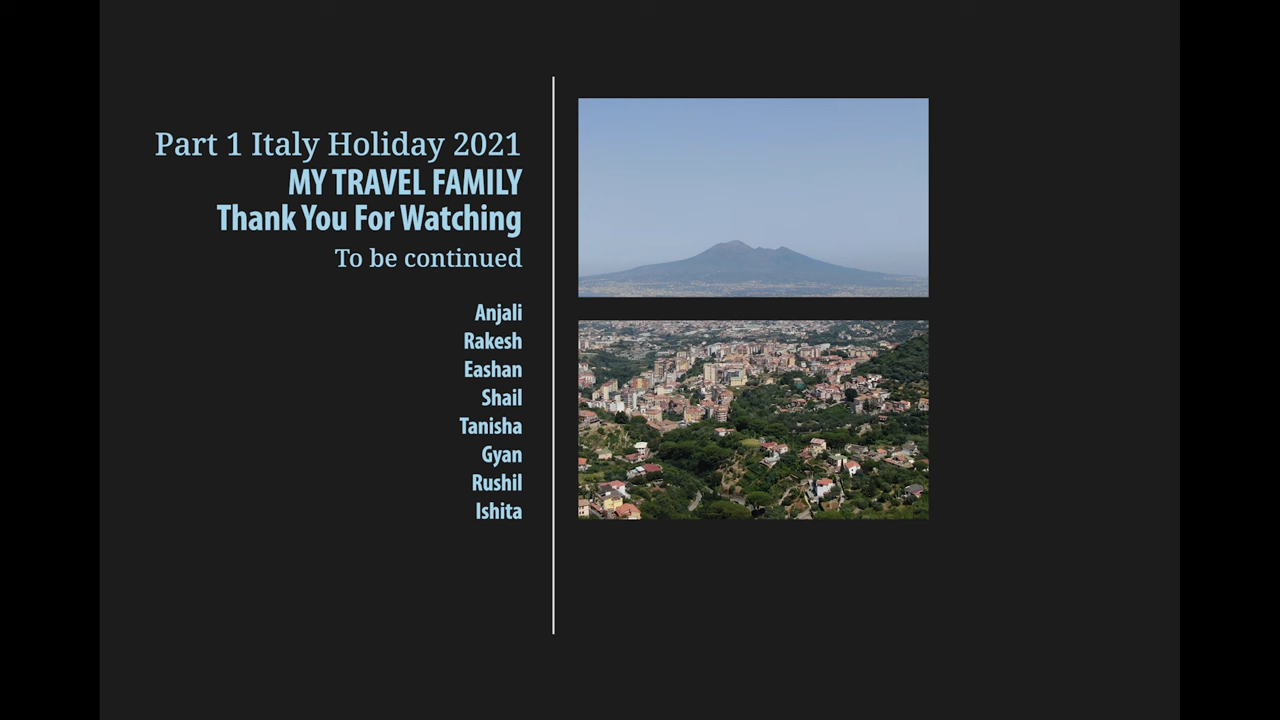 Part 1 Italy Holiday 2021
MY TRAVEL FAMILY
Thank You For Watching
To be continued
Anjali
Rakesh
Eashan
Shail
Tanisha
Gyan
Rushil
Ishita